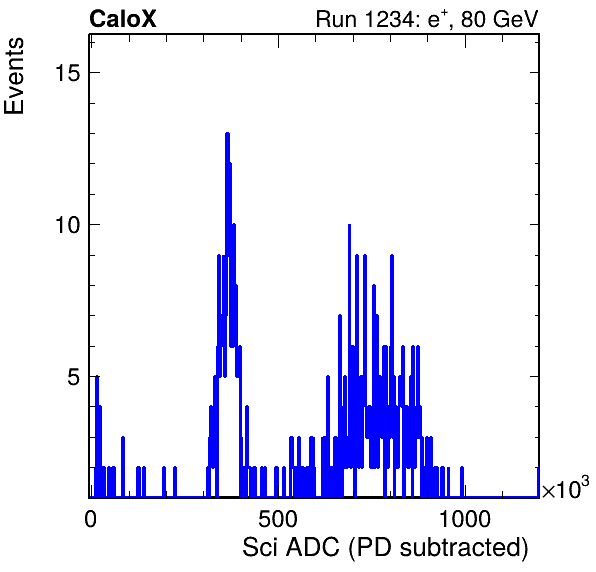 CaloX Run 1234: e⁺, 80 GeV
Events
15
10
5
0 500 1000 ×10³
Sci ADC (PD subtracted)